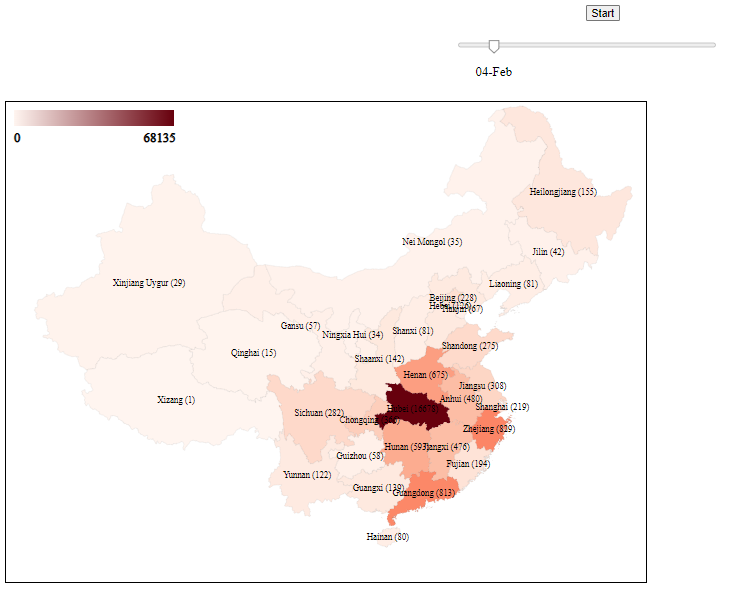 Start
04-Feb
0 68135
Heilongjiang (155)
Nei Mongol (35)
Jilin (42)
Xinjiang Uygur (29)
Liaoning (81)
Beijing (228)
Hebei
Tianjin (67)
Gansu (57)
Shanxi (81)
Ningxia Hui (34)
Shandong (275)
Qinghai (15)
Shaanxi (142)
Henan (675)
Jiangsu (308)
Xizang (1)
Anhui (480)
Hubei
Shanghai (219)
Sichuan (282)
Chongqing
Zhejiang (829)
Hunan (593)
Jiangxi (476)
Guizhou (58)
Fujian (194)
Yunnan (122)
Guangxi (139)
Guangdong (813)
Hainan (80)